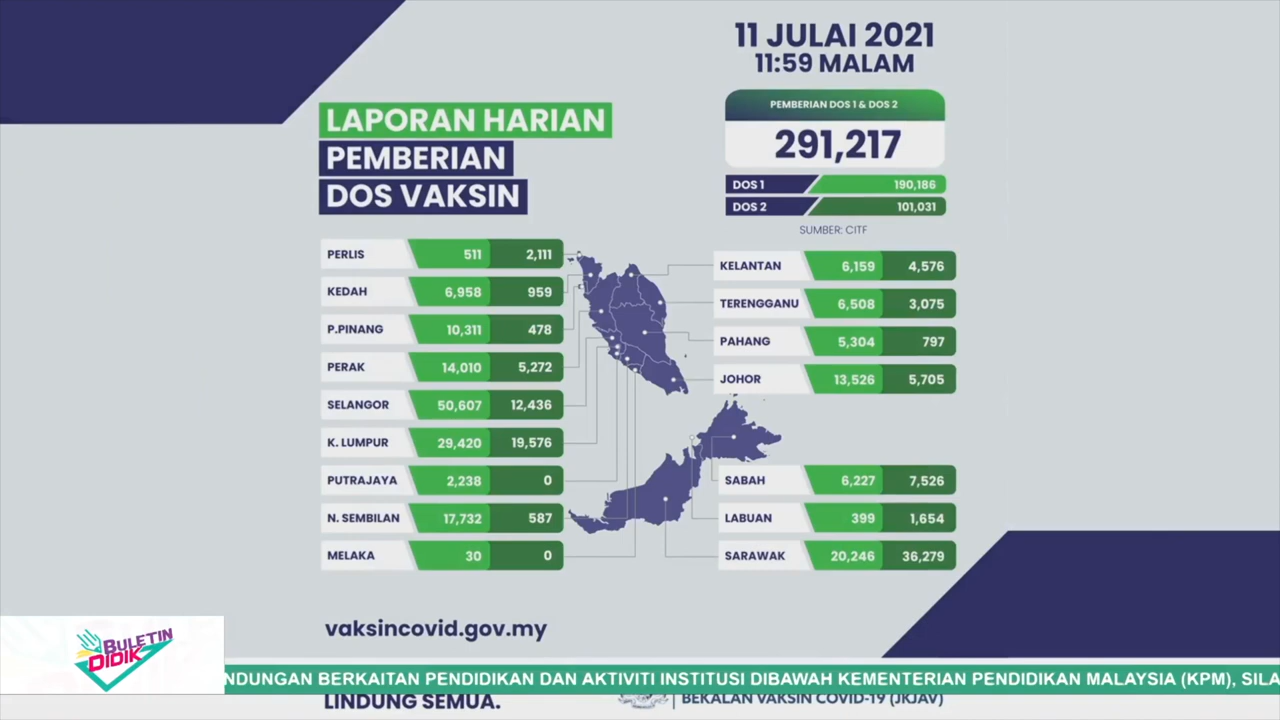 11 JULAI 2021
11:59 MALAM
LAPORAN HARIAN
PEMBERIAN
DOS VAKSIN
PEMBERIAN DOS 1 & DOS 2
291,217
DOS 1 190,186
DOS 2 101,031
SUMBER: CITF
PERLIS 511 2,111
KEDAH 6,958 959
P.PINANG 10,311 478
PERAK 14,010 5,272
SELANGOR 50,607 12,436
K. LUMPUR 29,420 19,576
PUTRAJAYA 2,238 0
N. SEMBILAN 17,732 587
MELAKA 30 0
KELANTAN 6,159 4,576
TERENGGANU 6,508 3,075
PAHANG 5,304 797
JOHOR 13,526 5,705
SABAH 6,227 7,526
LABUAN 399 1,654
SARAWAK 20,246 36,279
vaksincovid.gov.my
BULETIN
DIDIK
NDUNGAN BERKAITAN PENDIDIKAN DAN AKTIVITI INSTITUSI DIBAWAH KEMENTERIAN PENDIDIKAN MALAYSIA (KPM), SILA
LINDUNG SEMUA.
BEKALAN VAKSIN COVID-19 (JKJAV)